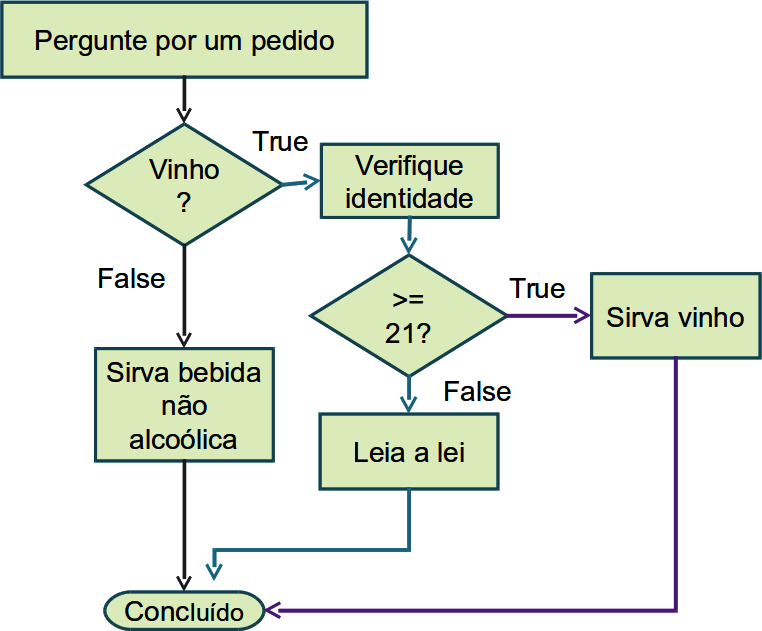 Pergunte por um pedido
Vinho
?
True
Verifique
identidade
False
>=
21?
True
Sirva vinho
False
Sirva bebida
não
alcoólica
Leia a lei
Concluído